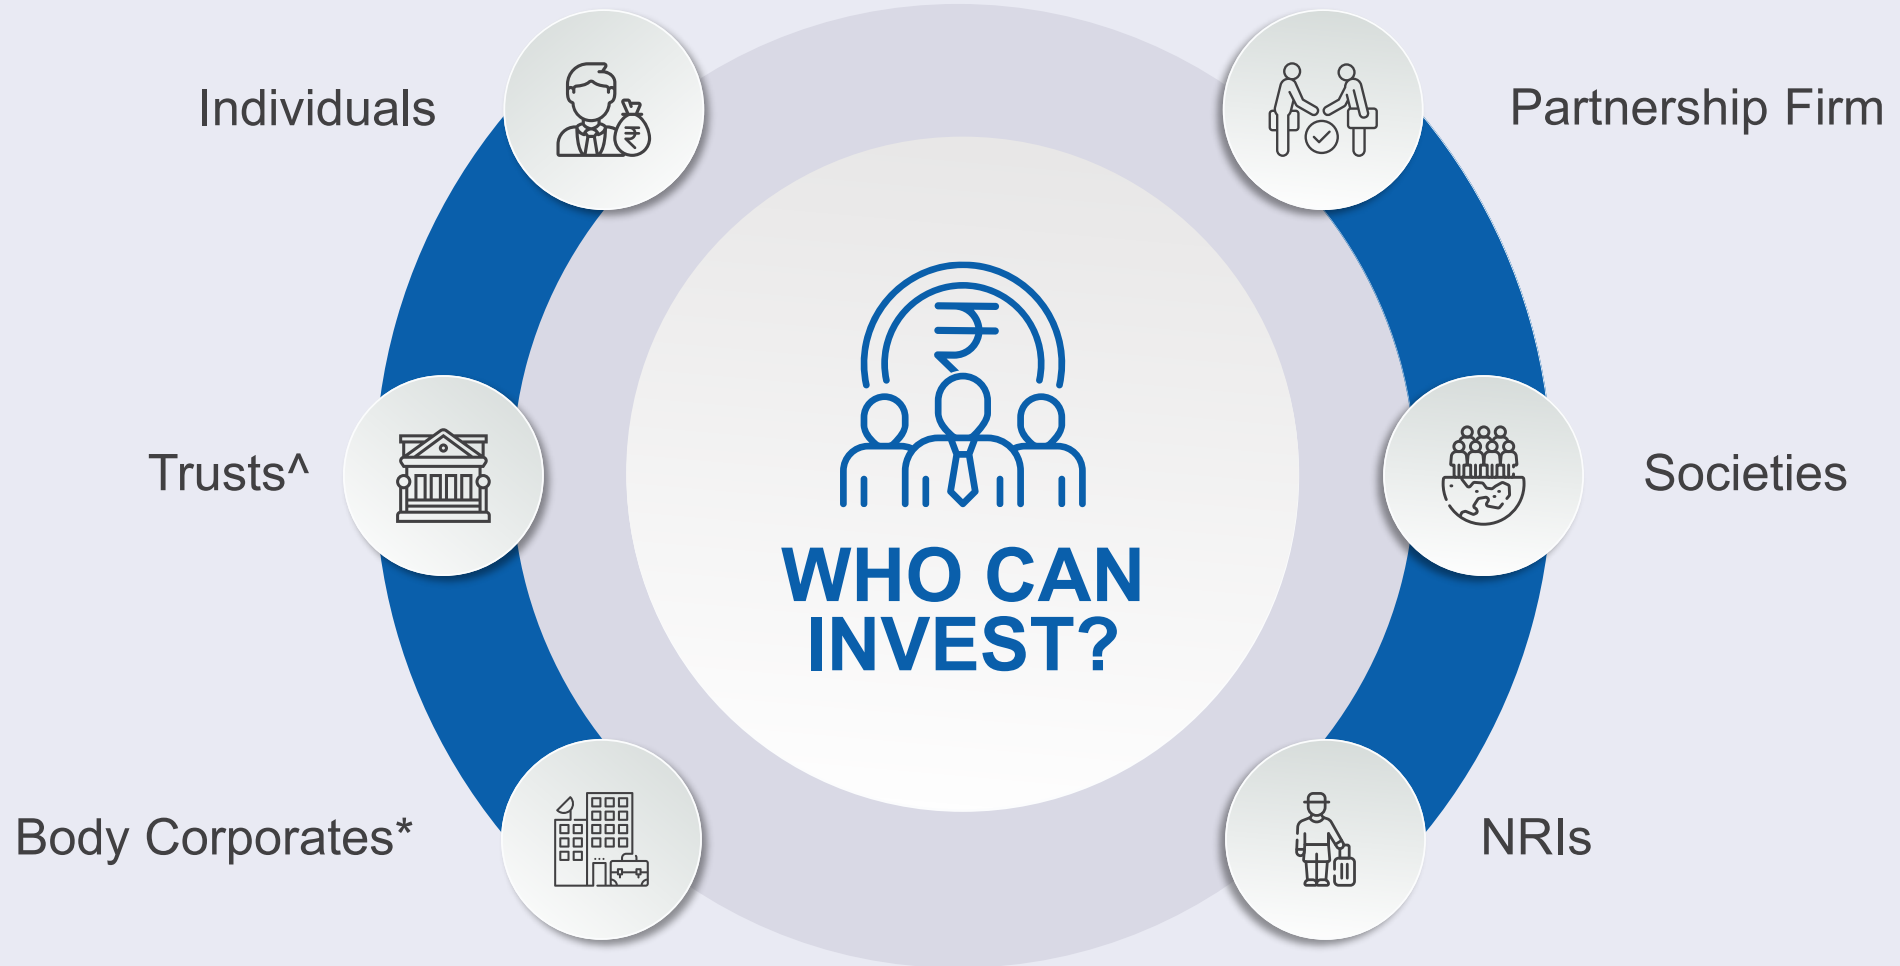 Individuals
Partnership Firm
Trusts^
Societies
WHO CAN
INVEST?
Body Corporates*
NRIs